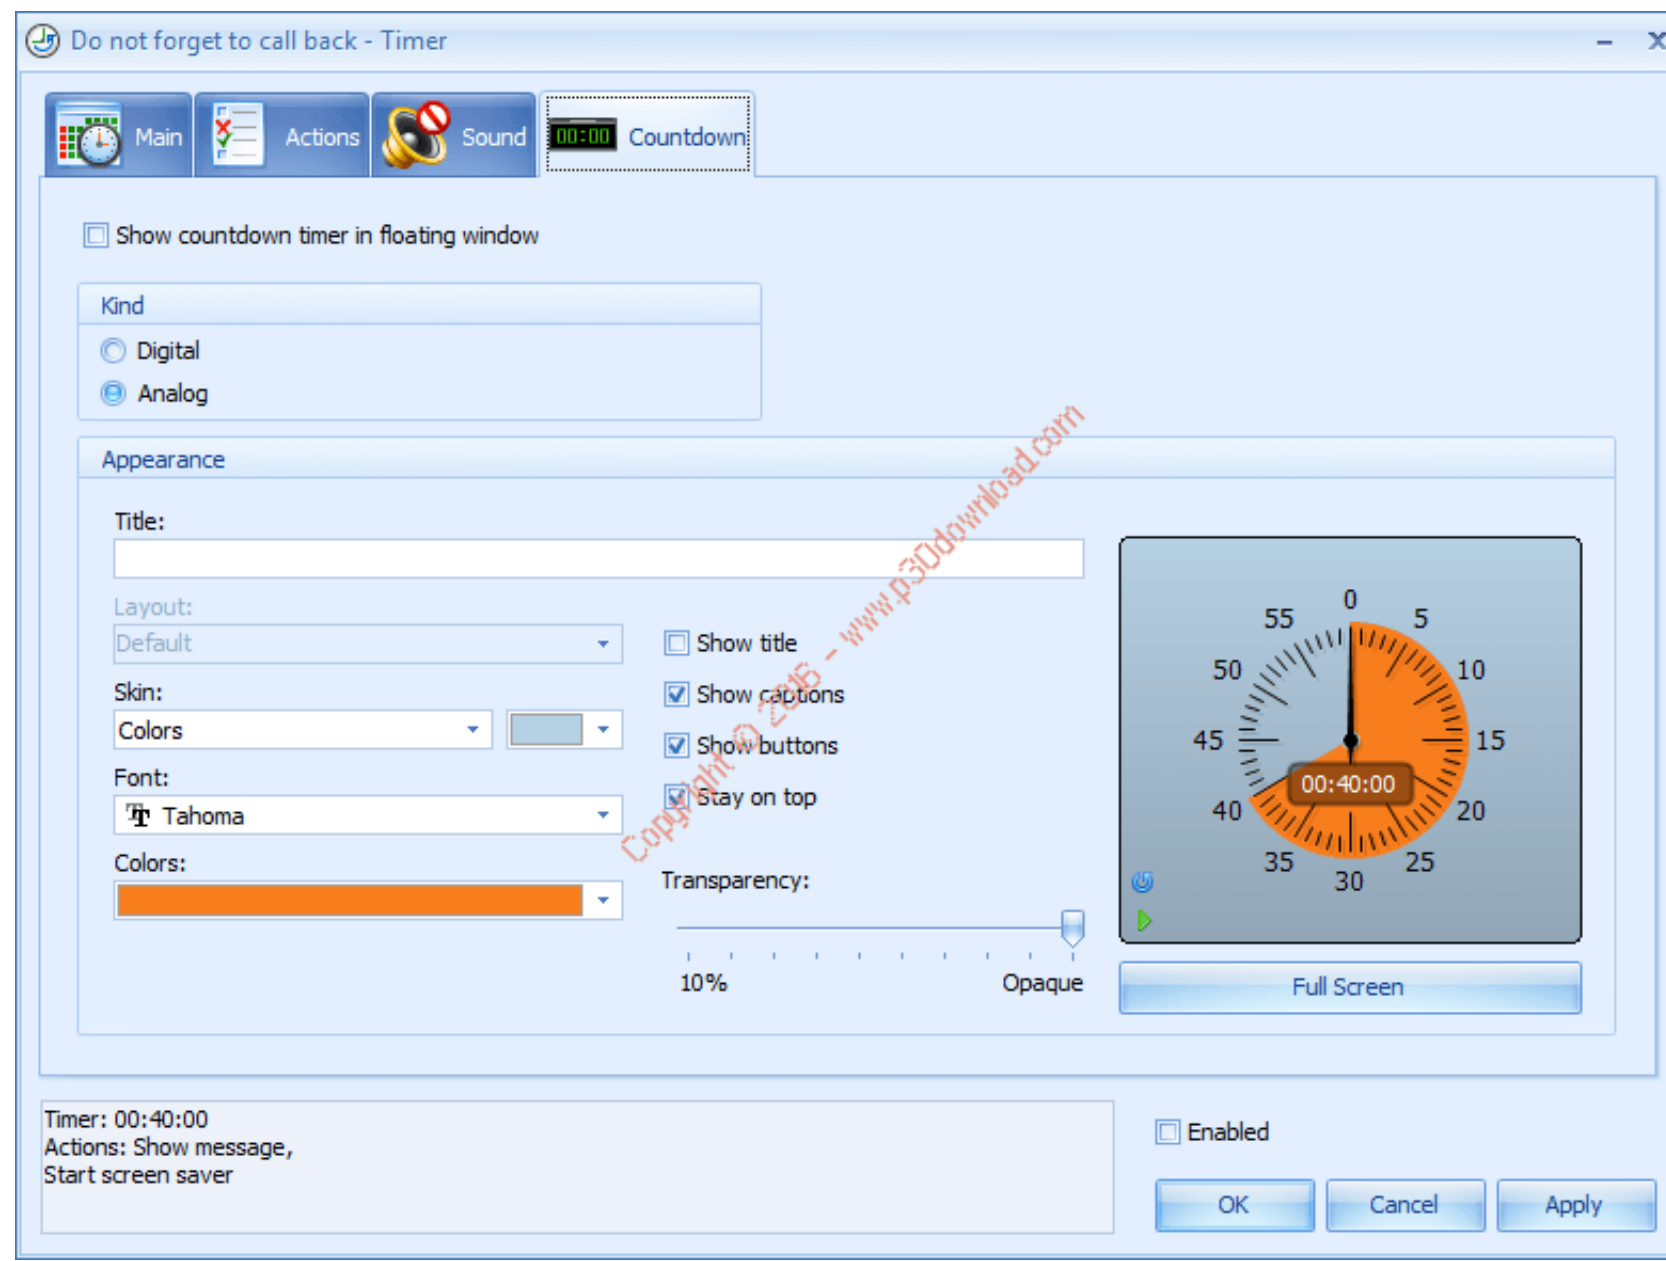 Do not forget to call back - Timer
Main
Actions
Sound
00:00
Countdown
Show countdown timer in floating window
Kind
Digital
Analog
Appearance
Title:
Layout:
Default
Skin:
Colors
Font:
Tahoma
Colors:
Show title
Show captions
Show buttons
Stay on top
Transparency:
10%
Opaque
0
5
10
15
20
25
30
35
40
45
50
55
00:40:00
Full Screen
Copyright © 2016 - www.p30download.com
Timer: 00:40:00
Actions: Show message,
Start screen saver
Enabled
OK
Cancel
Apply